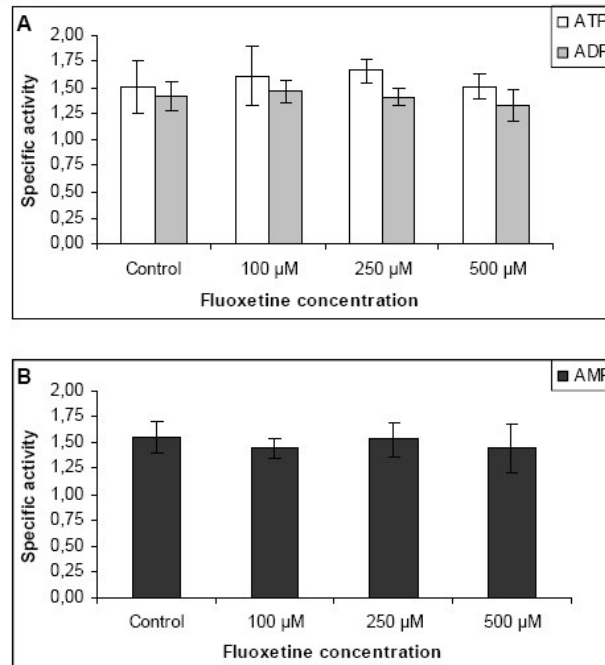 A
ATP
ADP
2,00
1,75
1,50
1,25
1,00
0,75
0,50
0,25
0,00
Specific activity
Control 100 µM 250 µM 500 µM
Fluoxetine concentration
B
AMP
2,00
1,75
1,50
1,25
1,00
0,75
0,50
0,25
0,00
Specific activity
Control 100 µM 250 µM 500 µM
Fluoxetine concentration